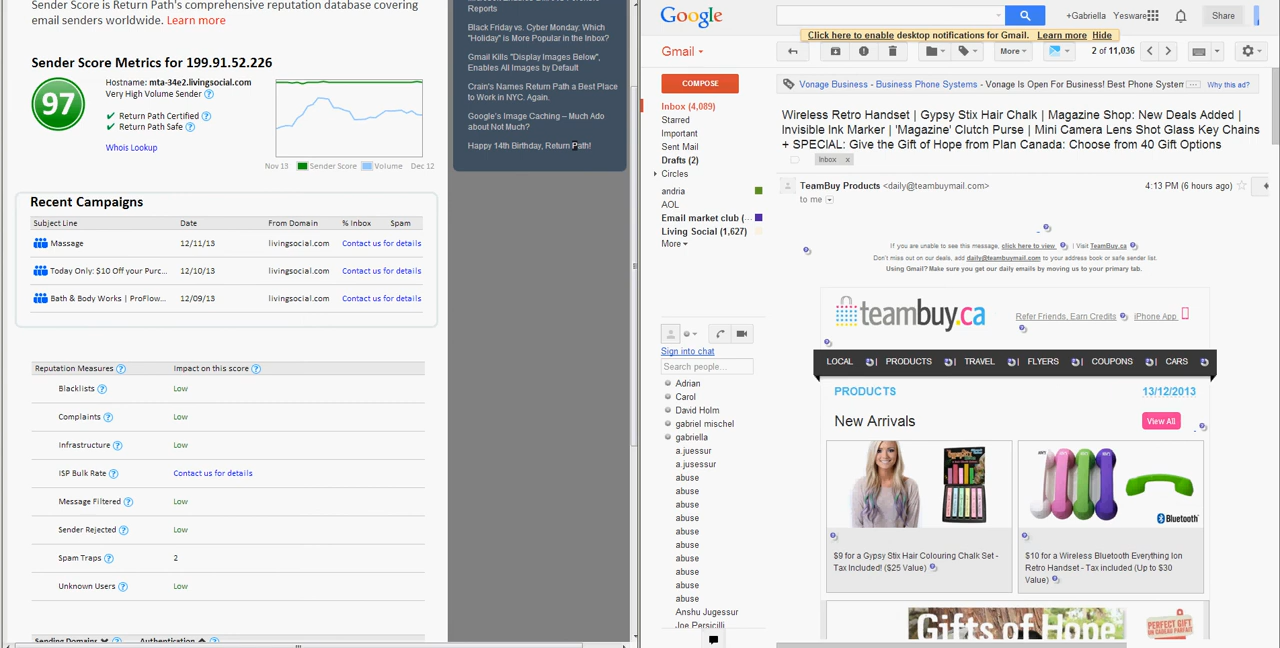 Sender Score is Return Path's comprehensive reputation database covering
email senders worldwide. Learn more
Sender Score Metrics for 199.91.52.226
97
Hostname: mta-34e2.livingsocial.com
Very High Volume Sender
Return Path Certified
Return Path Safe
Whois Lookup
Nov 13 Sender Score Volume Dec 12
Recent Campaigns
Subject Line Date From Domain % Inbox Spam
Massage 12/11/13 livingsocial.com Contact us for details
Today Only: $10 Off your Purc... 12/10/13 livingsocial.com Contact us for details
Bath & Body Works | ProFlow... 12/09/13 livingsocial.com Contact us for details
Reputation Measures Impact on this score
Blacklists Low
Complaints Low
Infrastructure Low
ISP Bulk Rate Contact us for details
Message Filtered Low
Sender Rejected Low
Spam Traps 2
Unknown Users Low
Sending Domains Authentication
Reports
Black Friday vs. Cyber Monday: Which
"Holiday" is More Popular in the Inbox?
Gmail Kills "Display Images Below",
Enables All Images by Default
Crain's Names Return Path a Best Place
to Work in NYC. Again.
Google's Image Caching – Much Ado
about Not Much?
Happy 14th Birthday, Return Path!
Google
+Gabriella Yesware
Share
Click here to enable desktop notifications for Gmail. Learn more Hide
Gmail
More
2 of 11,036
COMPOSE
Inbox (4,089)
Starred
Important
Sent Mail
Drafts (2)
Circles
andria
AOL
Email market club (...
Living Social (1,627)
More
Sign into chat
Search people...
Adrian
Carol
David Holm
gabriel mischel
gabriella
a.juessur
a.jusessur
abuse
abuse
abuse
abuse
abuse
abuse
abuse
abuse
abuse
abuse
Anshu Jugessur
Joe Persicilli
Vonage Business - Business Phone Systems - Vonage Is Open For Business! Best Phone System Why this ad?
Wireless Retro Handset | Gypsy Stix Hair Chalk | Magazine Shop: New Deals Added |
Invisible Ink Marker | 'Magazine' Clutch Purse | Mini Camera Lens Shot Glass Key Chains
+ SPECIAL: Give the Gift of Hope from Plan Canada: Choose from 40 Gift Options
Inbox x
TeamBuy Products <daily@teambuymail.com> 4:13 PM (6 hours ago)
to me
If you are unable to see this message, click here to view | Visit TeamBuy.ca
Don't miss out on our deals, add daily@teambuymail.com to your address book or safe sender list.
Using Gmail? Make sure you get our daily emails by moving us to your primary tab.
teambuy.ca
Refer Friends, Earn Credits iPhone App
LOCAL | PRODUCTS | TRAVEL | FLYERS | COUPONS | CARS
PRODUCTS 13/12/2013
New Arrivals View All
Bluetooth
$9 for a Gypsy Stix Hair Colouring Chalk Set -
Tax Included! ($25 Value)
$10 for a Wireless Bluetooth Everything Ion
Retro Handset - Tax included (Up to $30
Value)
Gifts of Hope
PERFECT GIFT
UN CADEAU PARFAIT